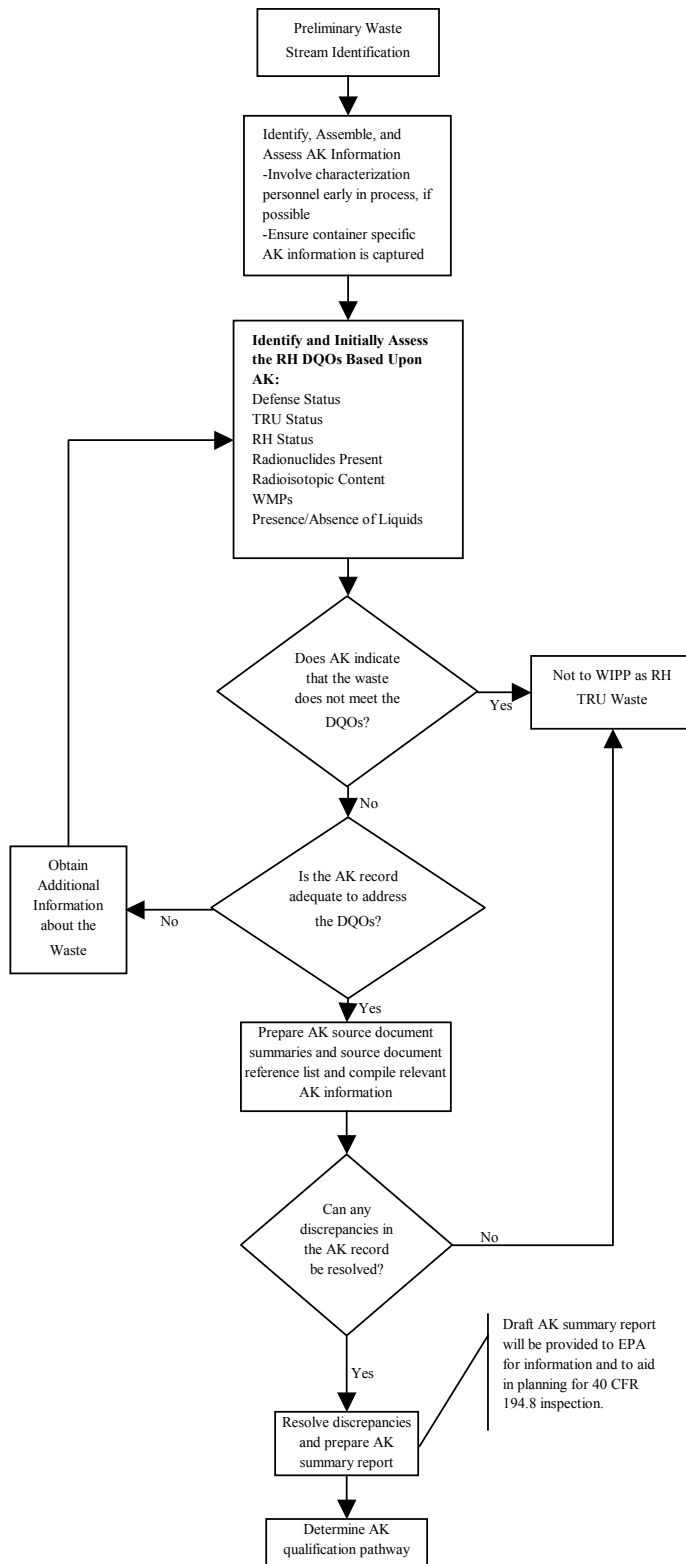 Preliminary Waste
Stream Identification
Identify, Assemble, and
Assess AK Information
-Involve characterization
personnel early in process, if
possible
-Ensure container specific
AK information is captured
Identify and Initially Assess
the RH DQOs Based Upon
AK:
Defense Status
TRU Status
RH Status
Radionuclides Present
Radioisotopic Content
WMPs
Presence/Absence of Liquids
Does AK indicate
that the waste
does not meet the
DQOs?
Yes
Not to WIPP as RH
TRU Waste
No
Is the AK record
adequate to address
the DQOs?
No
Obtain
Additional
Information
about the
Waste
Yes
Prepare AK source document
summaries and source document
reference list and compile relevant
AK information
Can any
discrepancies in
the AK record
be resolved?
No
Yes
Draft AK summary report
will be provided to EPA
for information and to aid
in planning for 40 CFR
194.8 inspection.
Resolve discrepancies
and prepare AK
summary report
Determine AK
qualification pathway